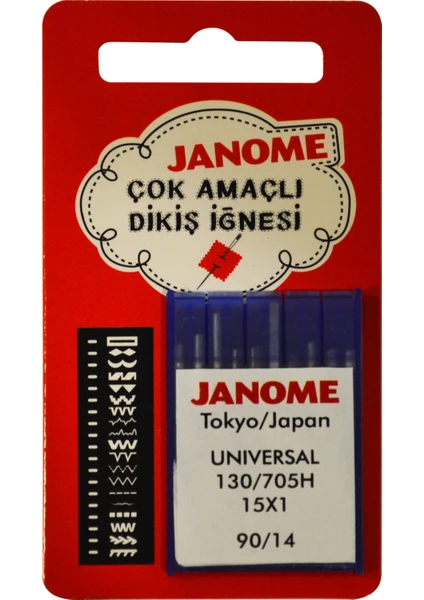 JANOME
ÇOK AMAÇLI
DİKİŞ İĞNESİ
JANOME
Tokyo/Japan
UNIVERSAL
130/705H
15X1
90/14